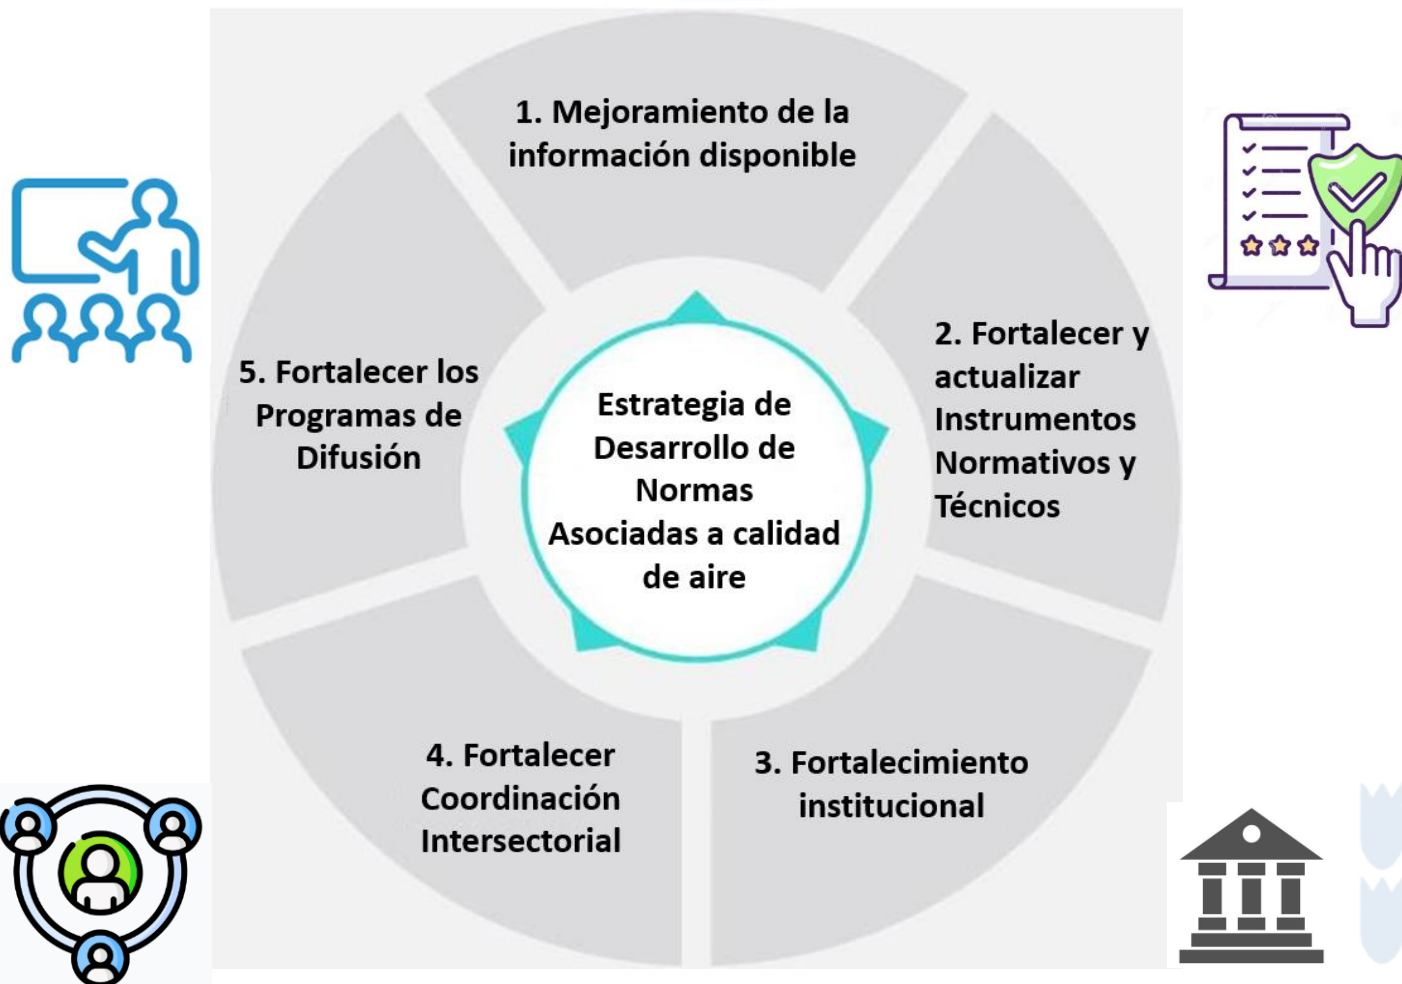 1. Mejoramiento de la
información disponible
2. Fortalecer y
actualizar
Instrumentos
Normativos y
Técnicos
3. Fortalecimiento
institucional
4. Fortalecer
Coordinación
Intersectorial
5. Fortalecer los
Programas de
Difusión
Estrategia de
Desarrollo de
Normas
Asociadas a calidad
de aire